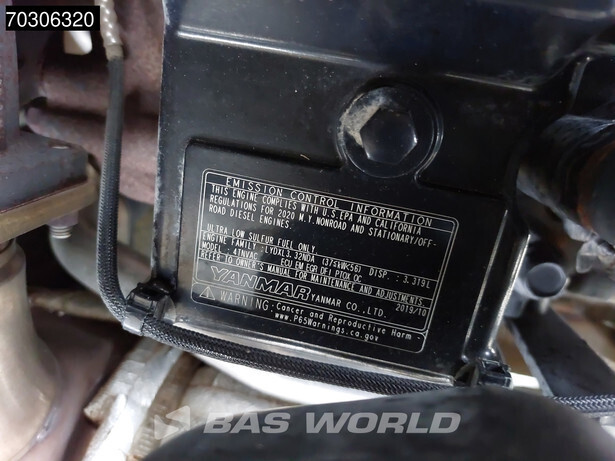 70306320
EMISSION CONTROL INFORMATION
THIS ENGINE COMPLIES WITH U.S.EPA AND CALIFORNIA
REGULATIONS FOR 2020 M.Y.NONROAD AND STATIONARY/OFF-
ROAD DIESEL ENGINES.
ULTRA LOW SULFUR FUEL ONLY
ENGINE FAMILY: LYDXL3.32NDA (37≤kW<56) DISP.: 3.319L
MODEL: 4TNV4C ECU EM EGR DFI PTOX OC
REFER TO OWNER'S MANUAL FOR MAINTENANCE AND ADJUSTMENTS.
YANMAR YANMAR CO.,LTD. 2019/10
WARNING: Cancer and Reproductive Harm -
P65Warnings.ca.gov
BAS WORLD